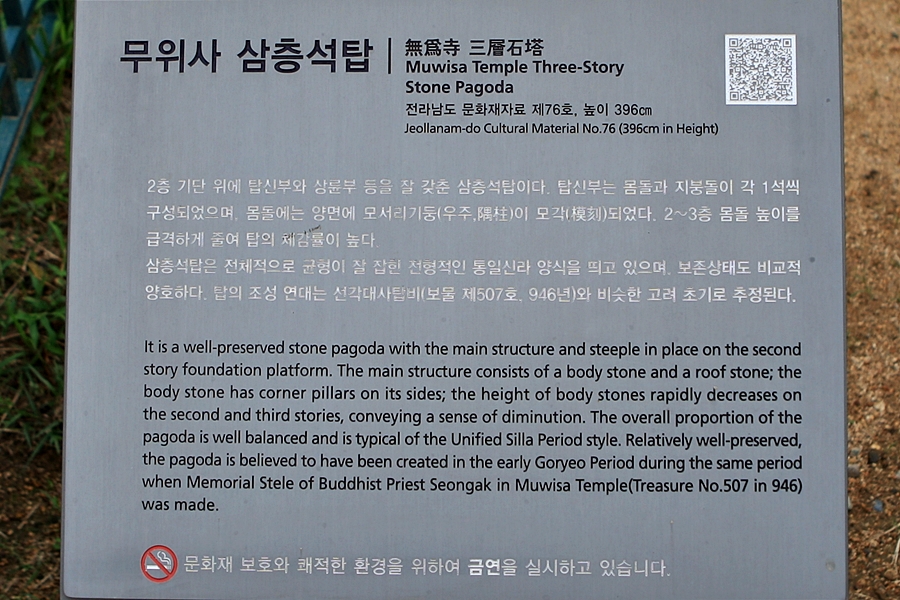 무위사 삼층석탑
無爲寺 三層石塔
Muwisa Temple Three-Story
Stone Pagoda
전라남도 문화재자료 제76호, 높이 396㎝
Jeollanam-do Cultural Material No.76 (396cm in Height)
2층 기단 위에 탑신부와 상륜부 등을 잘 갖춘 삼층석탑이다. 탑신부는 몸돌과 지붕돌이 각 1석씩
구성되었으며, 몸돌에는 양면에 모서리기둥(우주,隅柱)이 모각(模刻)되었다. 2~3층 몸돌 높이를
급격하게 줄여 탑의 체감률이 높다.
삼층석탑은 전체적으로 균형이 잘 잡힌 전형적인 통일신라 양식을 띄고 있으며, 보존상태도 비교적
양호하다. 탑의 조성 연대는 선각대사탑비(보물 제507호, 946년)와 비슷한 고려 초기로 추정된다.
It is a well-preserved stone pagoda with the main structure and steeple in place on the second
story foundation platform. The main structure consists of a body stone and a roof stone; the
body stone has corner pillars on its sides; the height of body stones rapidly decreases on
the second and third stories, conveying a sense of diminution. The overall proportion of the
pagoda is well balanced and is typical of the Unified Silla Period style. Relatively well-preserved,
the pagoda is believed to have been created in the early Goryeo Period during the same period
when Memorial Stele of Buddhist Priest Seongak in Muwisa Temple(Treasure No.507 in 946)
was made.
문화재 보호와 쾌적한 환경을 위하여 금연을 실시하고 있습니다.